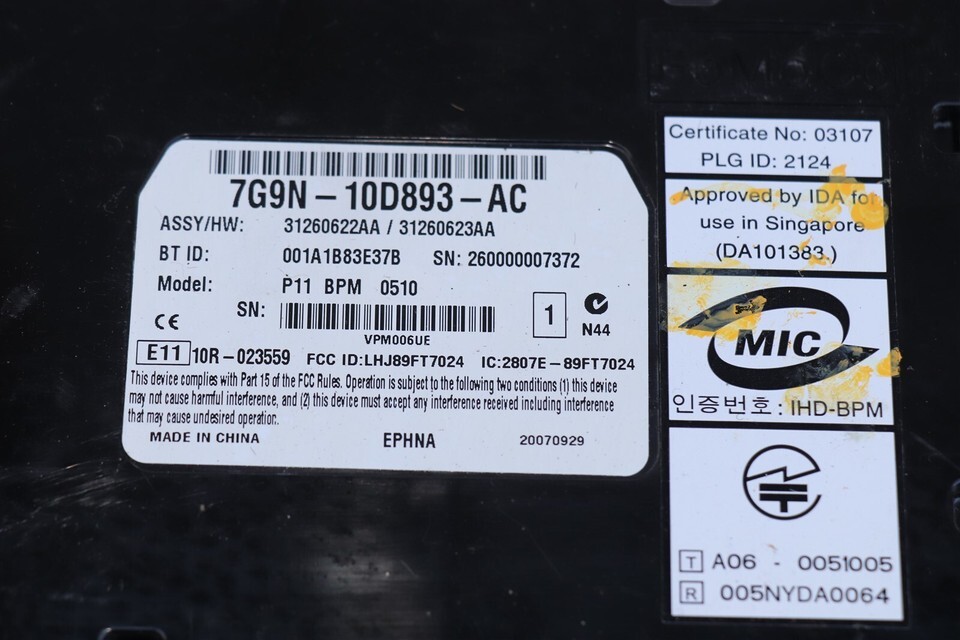 7G9N-10D893-AC
ASSY/HW: 31260622AA / 31260623AA
BT ID: 001A1B83E37B SN: 260000007372
Model: P11 BPM 0510
SN:
VPM006UE
1
N44
CE
E11 10R-023559 FCC ID:LHJ89FT7024 IC:2807E-89FT7024
This device complies with Part 15 of the FCC Rules. Operation is subject to the following two conditions (1) this device
may not cause harmful interference, and (2) this device must accept any interference received including interference
that may cause undesired operation.
MADE IN CHINA EPHNA 20070929
Certificate No: 03107
PLG ID: 2124
Approved by IDA for
use in Singapore
(DA101383.)
MIC
인증번호 : IHD-BPM
T A06 - 0051005
R 005NYDA0064